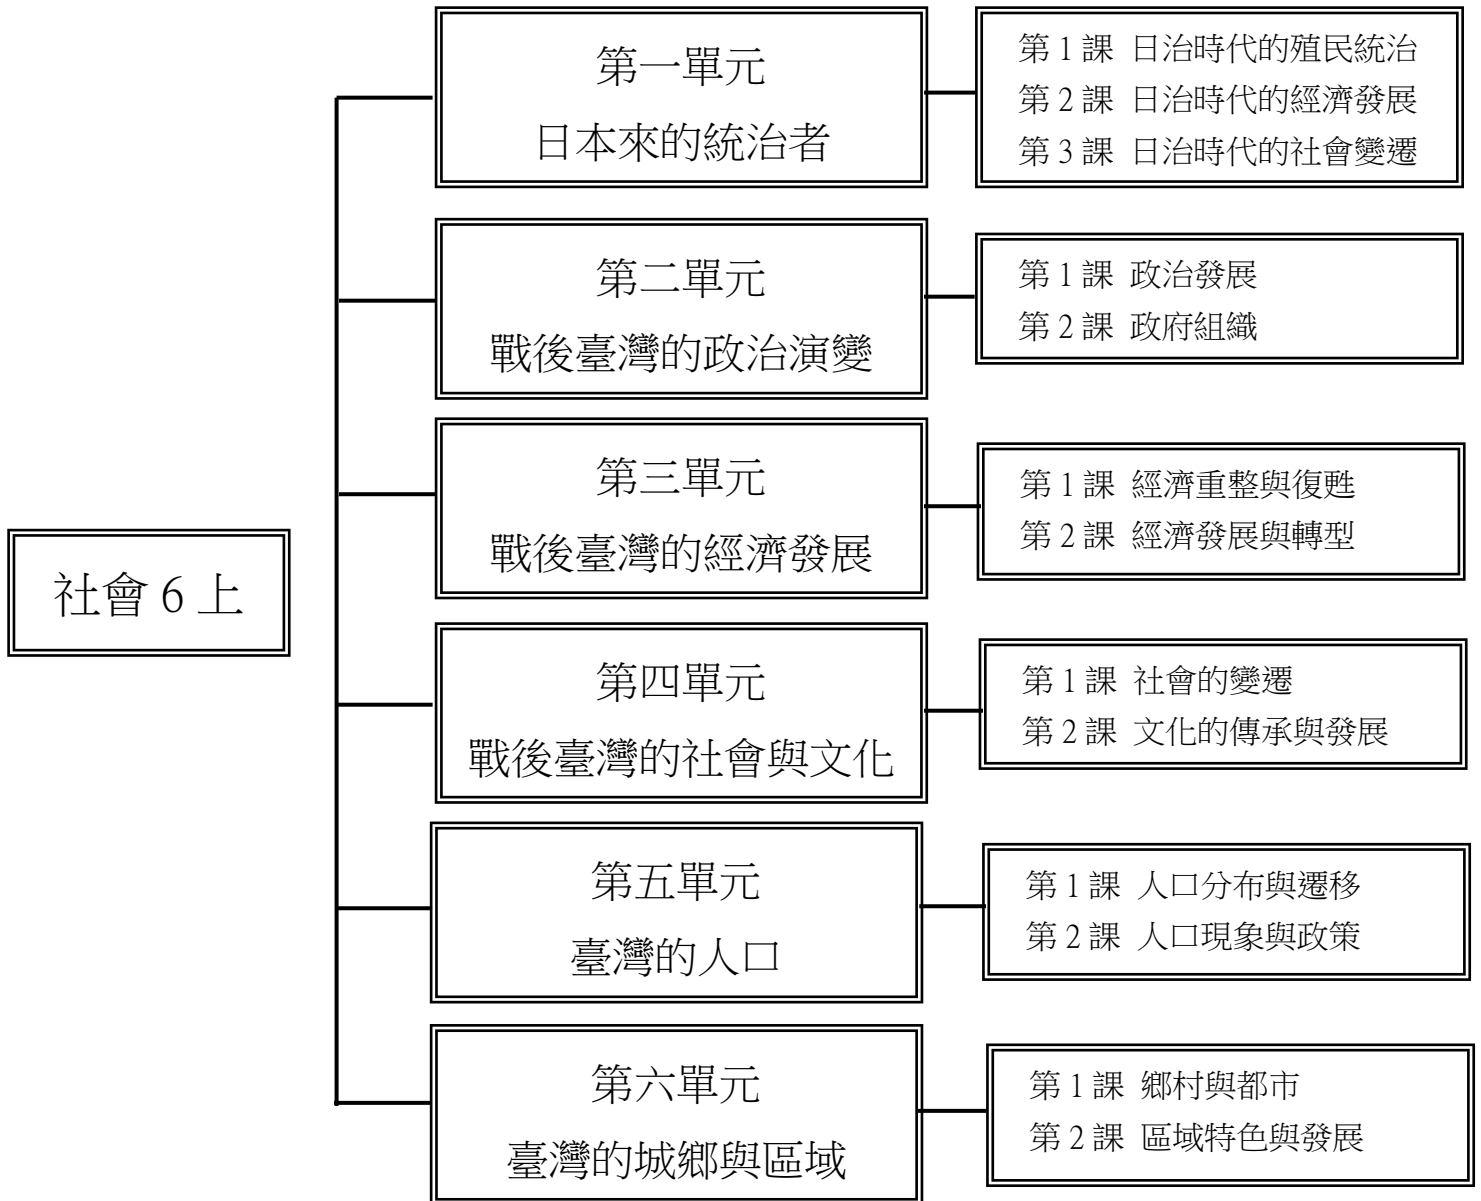 社會 6 上
第一單元
日本來的統治者
第 1 課 日治時代的殖民統治
第 2 課 日治時代的經濟發展
第 3 課 日治時代的社會變遷
第二單元
戰後臺灣的政治演變
第 1 課 政治發展
第 2 課 政府組織
第三單元
戰後臺灣的經濟發展
第 1 課 經濟重整與復甦
第 2 課 經濟發展與轉型
第四單元
戰後臺灣的社會與文化
第 1 課 社會的變遷
第 2 課 文化的傳承與發展
第五單元
臺灣的人口
第 1 課 人口分布與遷移
第 2 課 人口現象與政策
第六單元
臺灣的城鄉與區域
第 1 課 鄉村與都市
第 2 課 區域特色與發展